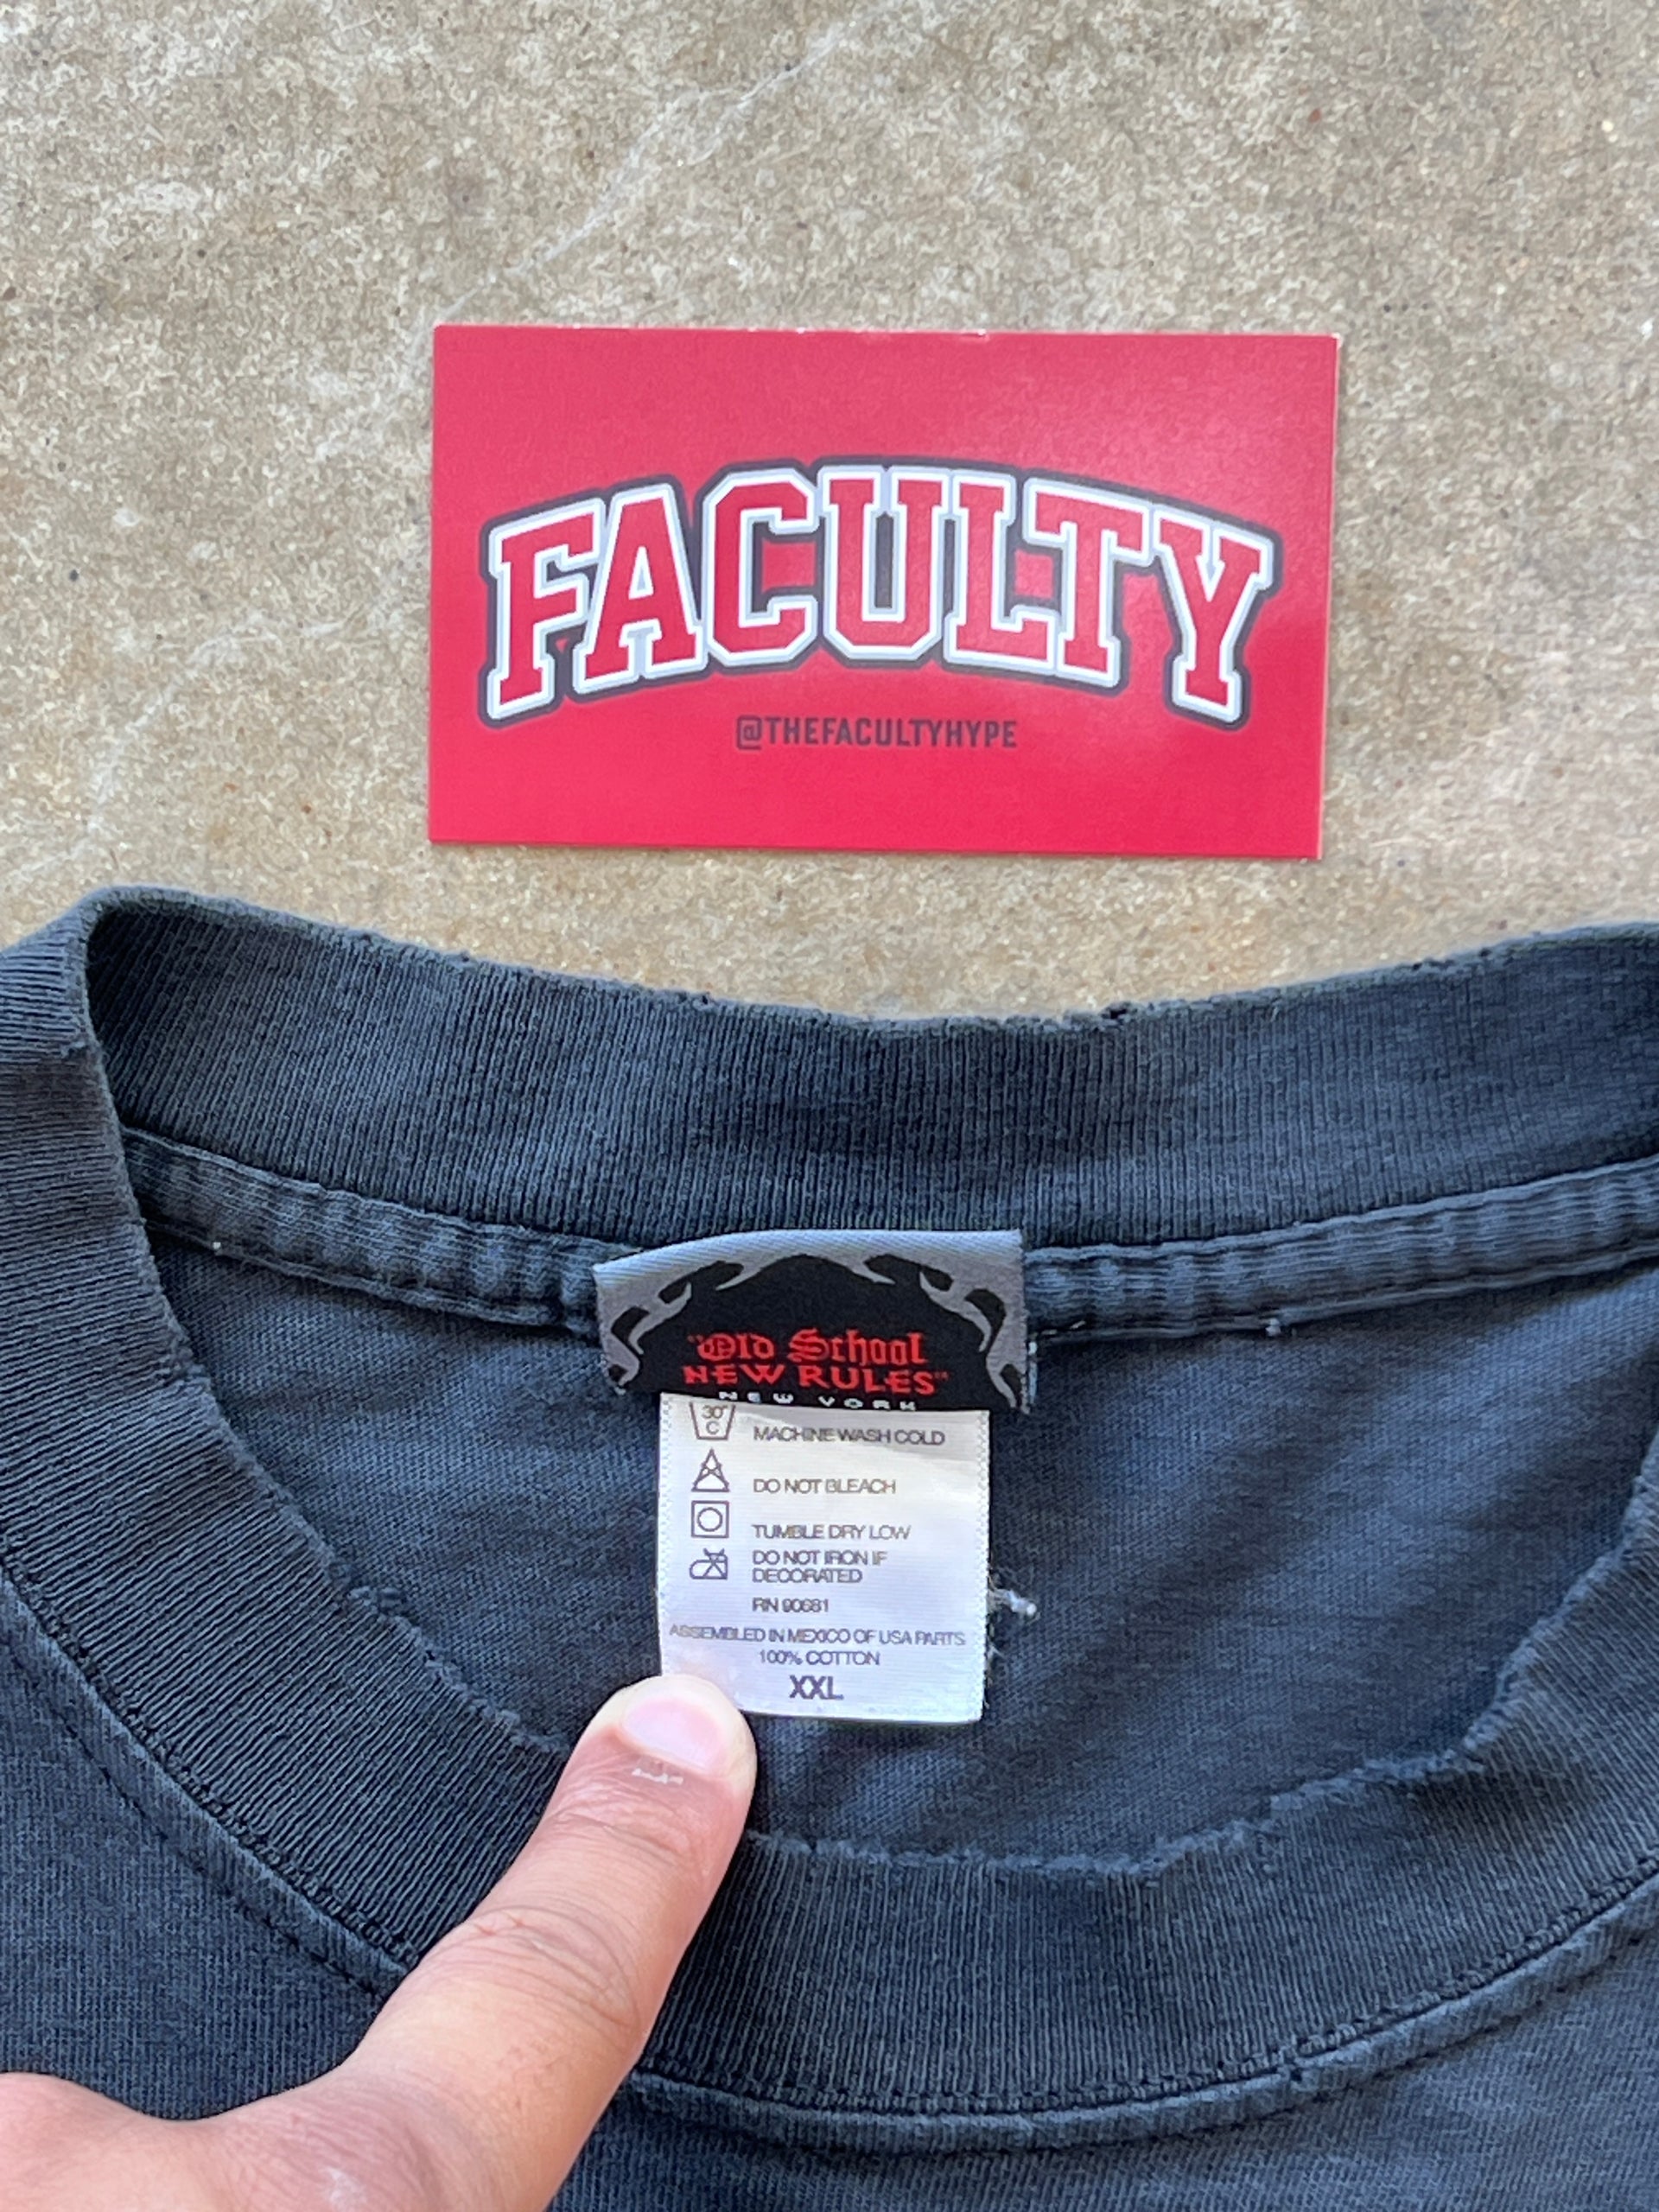 FACULTY
@THEFACULTYHYPE
"Old School
NEW RULES"
NEW YORK
30°
C
MACHINE WASH COLD
DO NOT BLEACH
TUMBLE DRY LOW
DO NOT IRON IF
DECORATED
RN 90681
ASSEMBLED IN MEXICO OF USA PARTS
100% COTTON
XXL